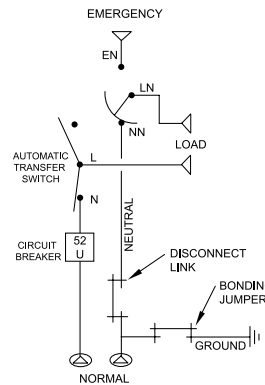 EMERGENCY
EN
LN
NN
LOAD
AUTOMATIC
TRANSFER
SWITCH
L
N
NEUTRAL
CIRCUIT
BREAKER
52
U
DISCONNECT
LINK
BONDIN
JUMPER
GROUND
NORMAL